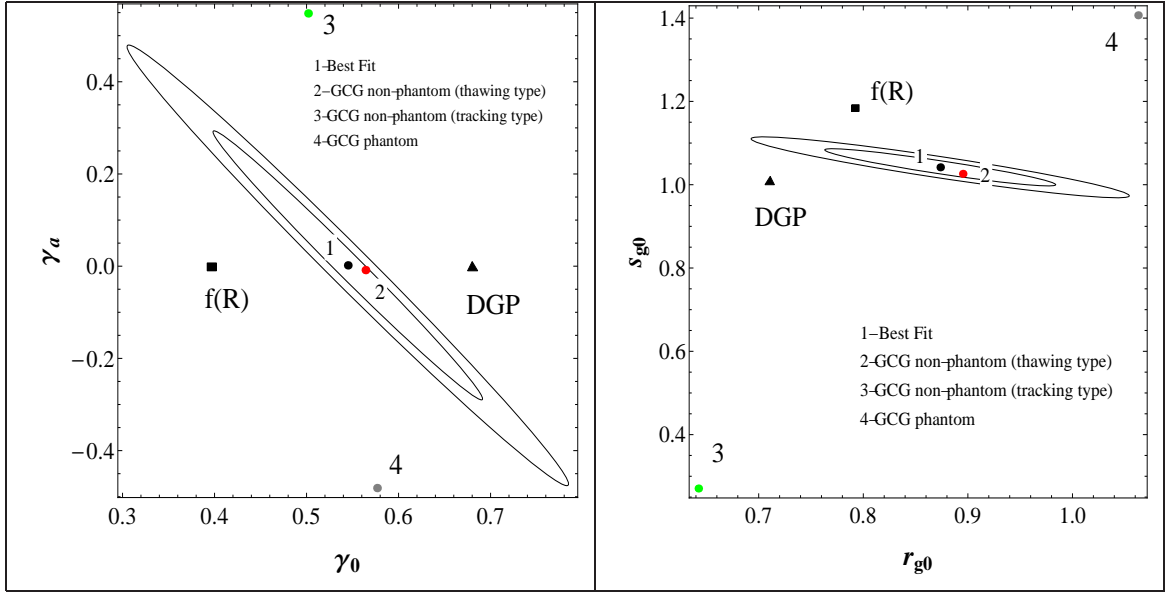 3
1–Best Fit
2–GCG non–phantom (thawing type)
3–GCG non–phantom (tracking type)
4–GCG phantom
1
2
f(R)
DGP
4
0.4
0.2
0.0
−0.2
−0.4
γa
0.3 0.4 0.5 0.6 0.7
γ0
4
f(R)
1
2
DGP
1–Best Fit
2–GCG non–phantom (thawing type)
3–GCG non–phantom (tracking type)
4–GCG phantom
3
1.4
1.2
1.0
0.8
0.6
0.4
sg0
0.7 0.8 0.9 1.0
rg0